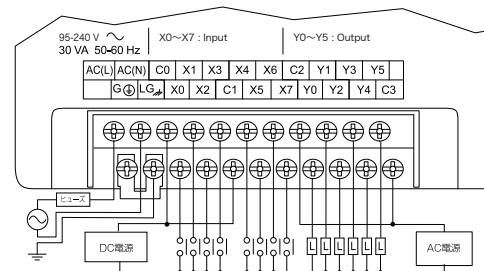 95-240 V
30 VA 50-60 Hz
X0～X7 : Input
Y0～Y5 : Output
AC(L) AC(N) C0 X1 X3 X4 X6 C2 Y1 Y3 Y5
G LG X0 X2 C1 X5 X7 Y0 Y2 Y4 C3
ヒューズ
DC電源
L L L L L L
AC電源